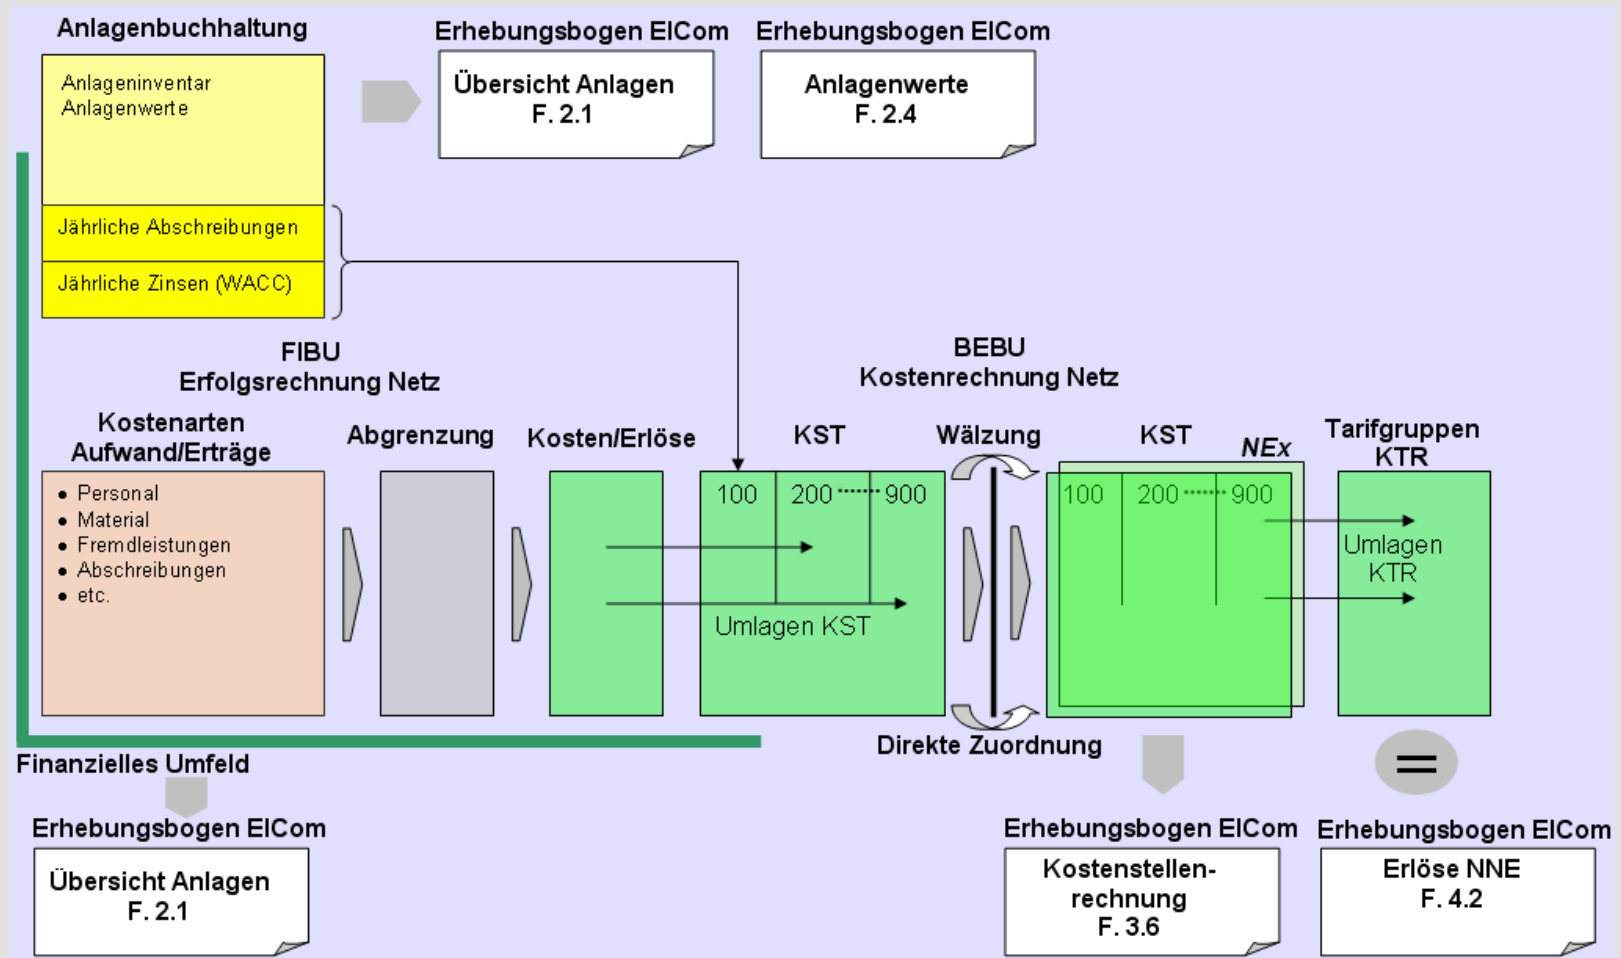 Anlagenbuchhaltung
Anlageninventar
Anlagenwerte
Jährliche Abschreibungen
Jährliche Zinsen (WACC)
Erhebungsbogen ElCom
Übersicht Anlagen
F. 2.1
Erhebungsbogen ElCom
Anlagenwerte
F. 2.4
FIBU
Erfolgsrechnung Netz
BEBU
Kostenrechnung Netz
Kostenarten
Aufwand/Erträge
Abgrenzung
Kosten/Erlöse
KST
Wälzung
KST
NEx
Tarifgruppen
KTR
• Personal
• Material
• Fremdleistungen
• Abschreibungen
• etc.
100
200 ······· 900
Umlagen KST
100
200 ······· 900
Umlagen
KTR
Direkte Zuordnung
Finanzielles Umfeld
=
Erhebungsbogen ElCom
Übersicht Anlagen
F. 2.1
Erhebungsbogen ElCom
Kostenstellen-
rechnung
F. 3.6
Erhebungsbogen ElCom
Erlöse NNE
F. 4.2